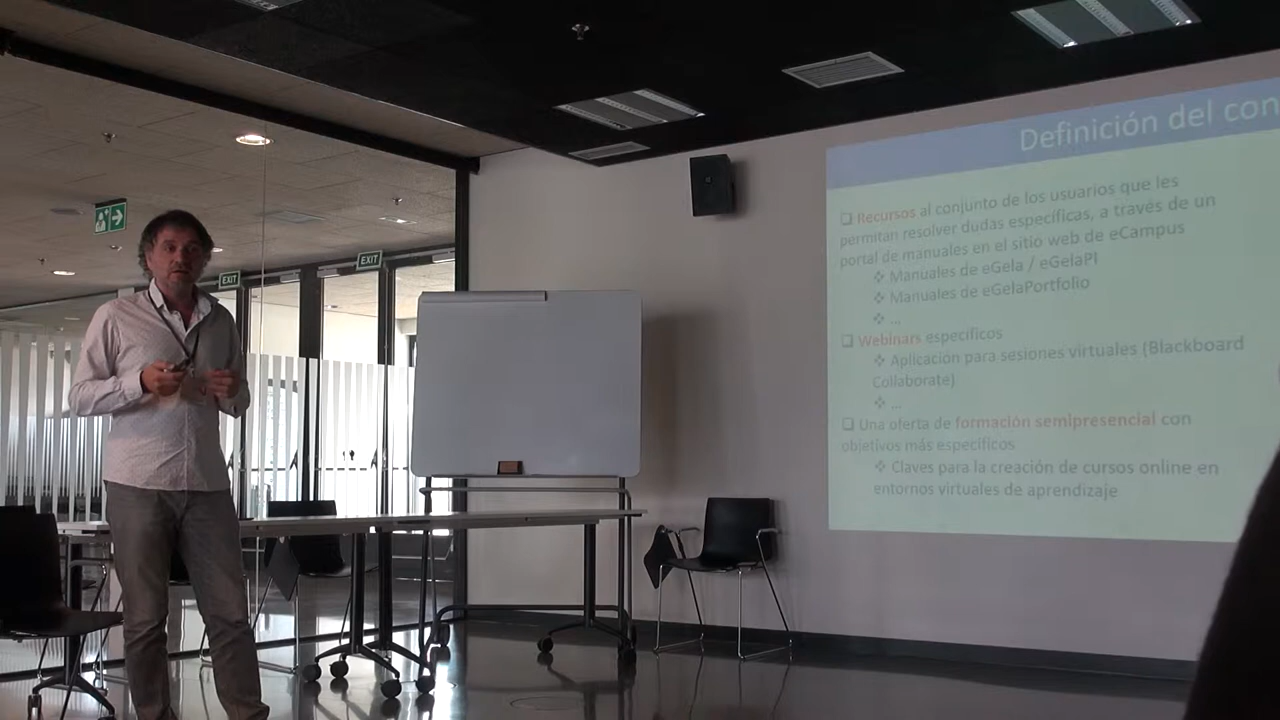 Definición del con
❑ Recursos al conjunto de los usuarios que les
permitan resolver dudas específicas, a través de un
portal de manuales en el sitio web de eCampus
❖ Manuales de eGela / eGelaPI
❖ Manuales de eGelaPortfolio
❖ ...
❑ Webinars específicos
❖ Aplicación para sesiones virtuales (Blackboard
Collaborate)
❖ ...
❑ Una oferta de formación semipresencial con
objetivos más específicos
❖ Claves para la creación de cursos online en
entornos virtuales de aprendizaje
EXIT
EXIT